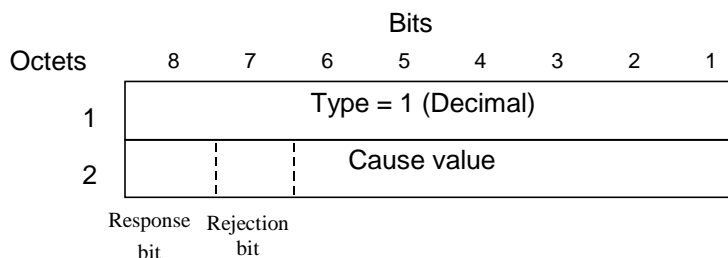 Bits
Octets 8 7 6 5 4 3 2 1
1 Type = 1 (Decimal)
2 Cause value
Response Rejection
bit bit